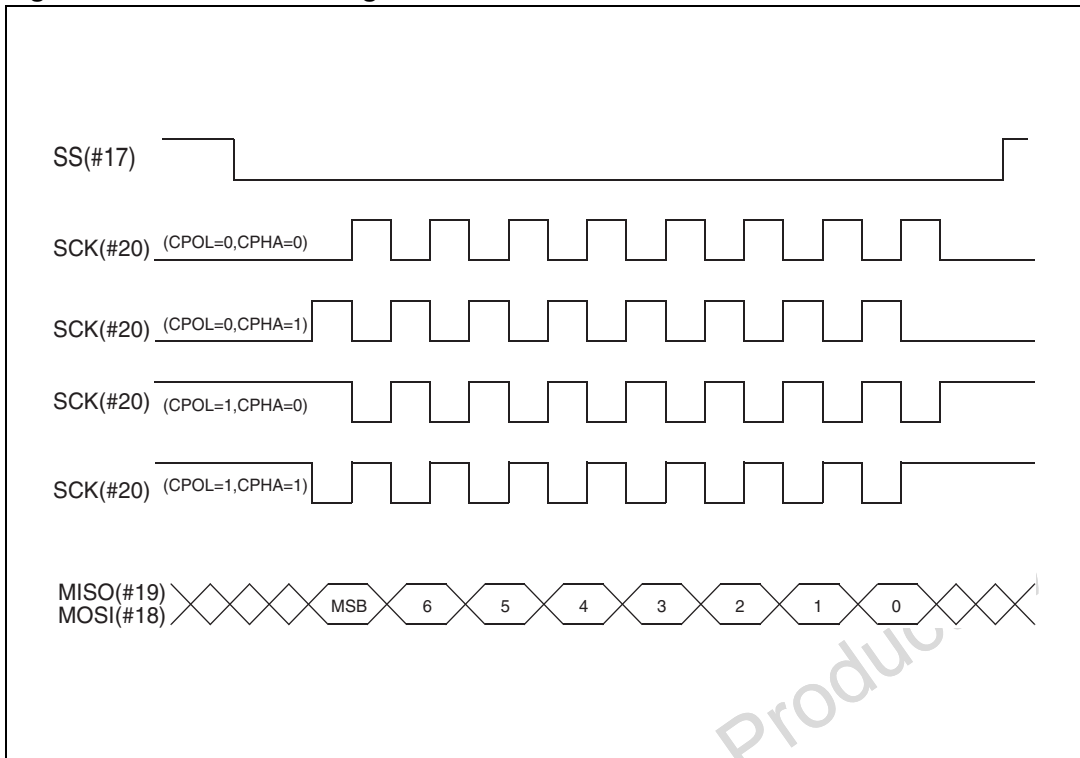 SS(#17)
SCK(#20) (CPOL=0,CPHA=0)
SCK(#20) (CPOL=0,CPHA=1)
SCK(#20) (CPOL=1,CPHA=0)
SCK(#20) (CPOL=1,CPHA=1)
MISO(#19)
MOSI(#18)
MSB 6 5 4 3 2 1 0